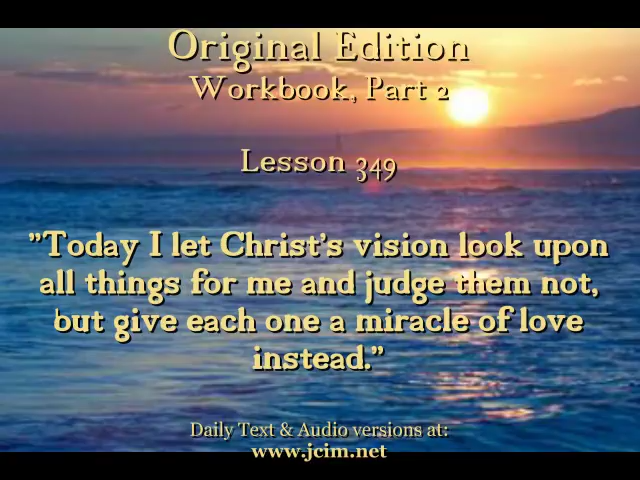 Original Edition
Workbook, Part 2
Lesson 349
"Today I let Christ's vision look upon
all things for me and judge them not,
but give each one a miracle of love
instead."
Daily Text & Audio versions at:
www.jcim.net